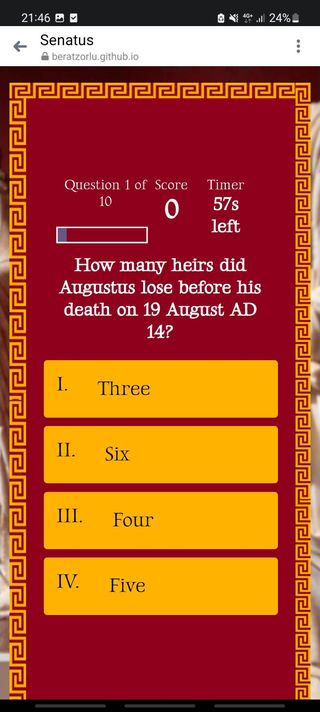 21:46
4G+
24%
Senatus
beratzorlu.github.io
Question 1 of
10
Score
0
Timer
57s
left
How many heirs did
Augustus lose before his
death on 19 August AD
14?
I. Three
II. Six
III. Four
IV. Five